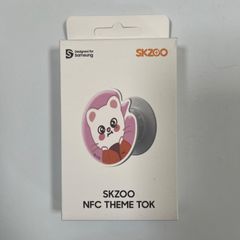 Designed for
Samsung
SKZOO
SKZOO
NFC THEME TOK